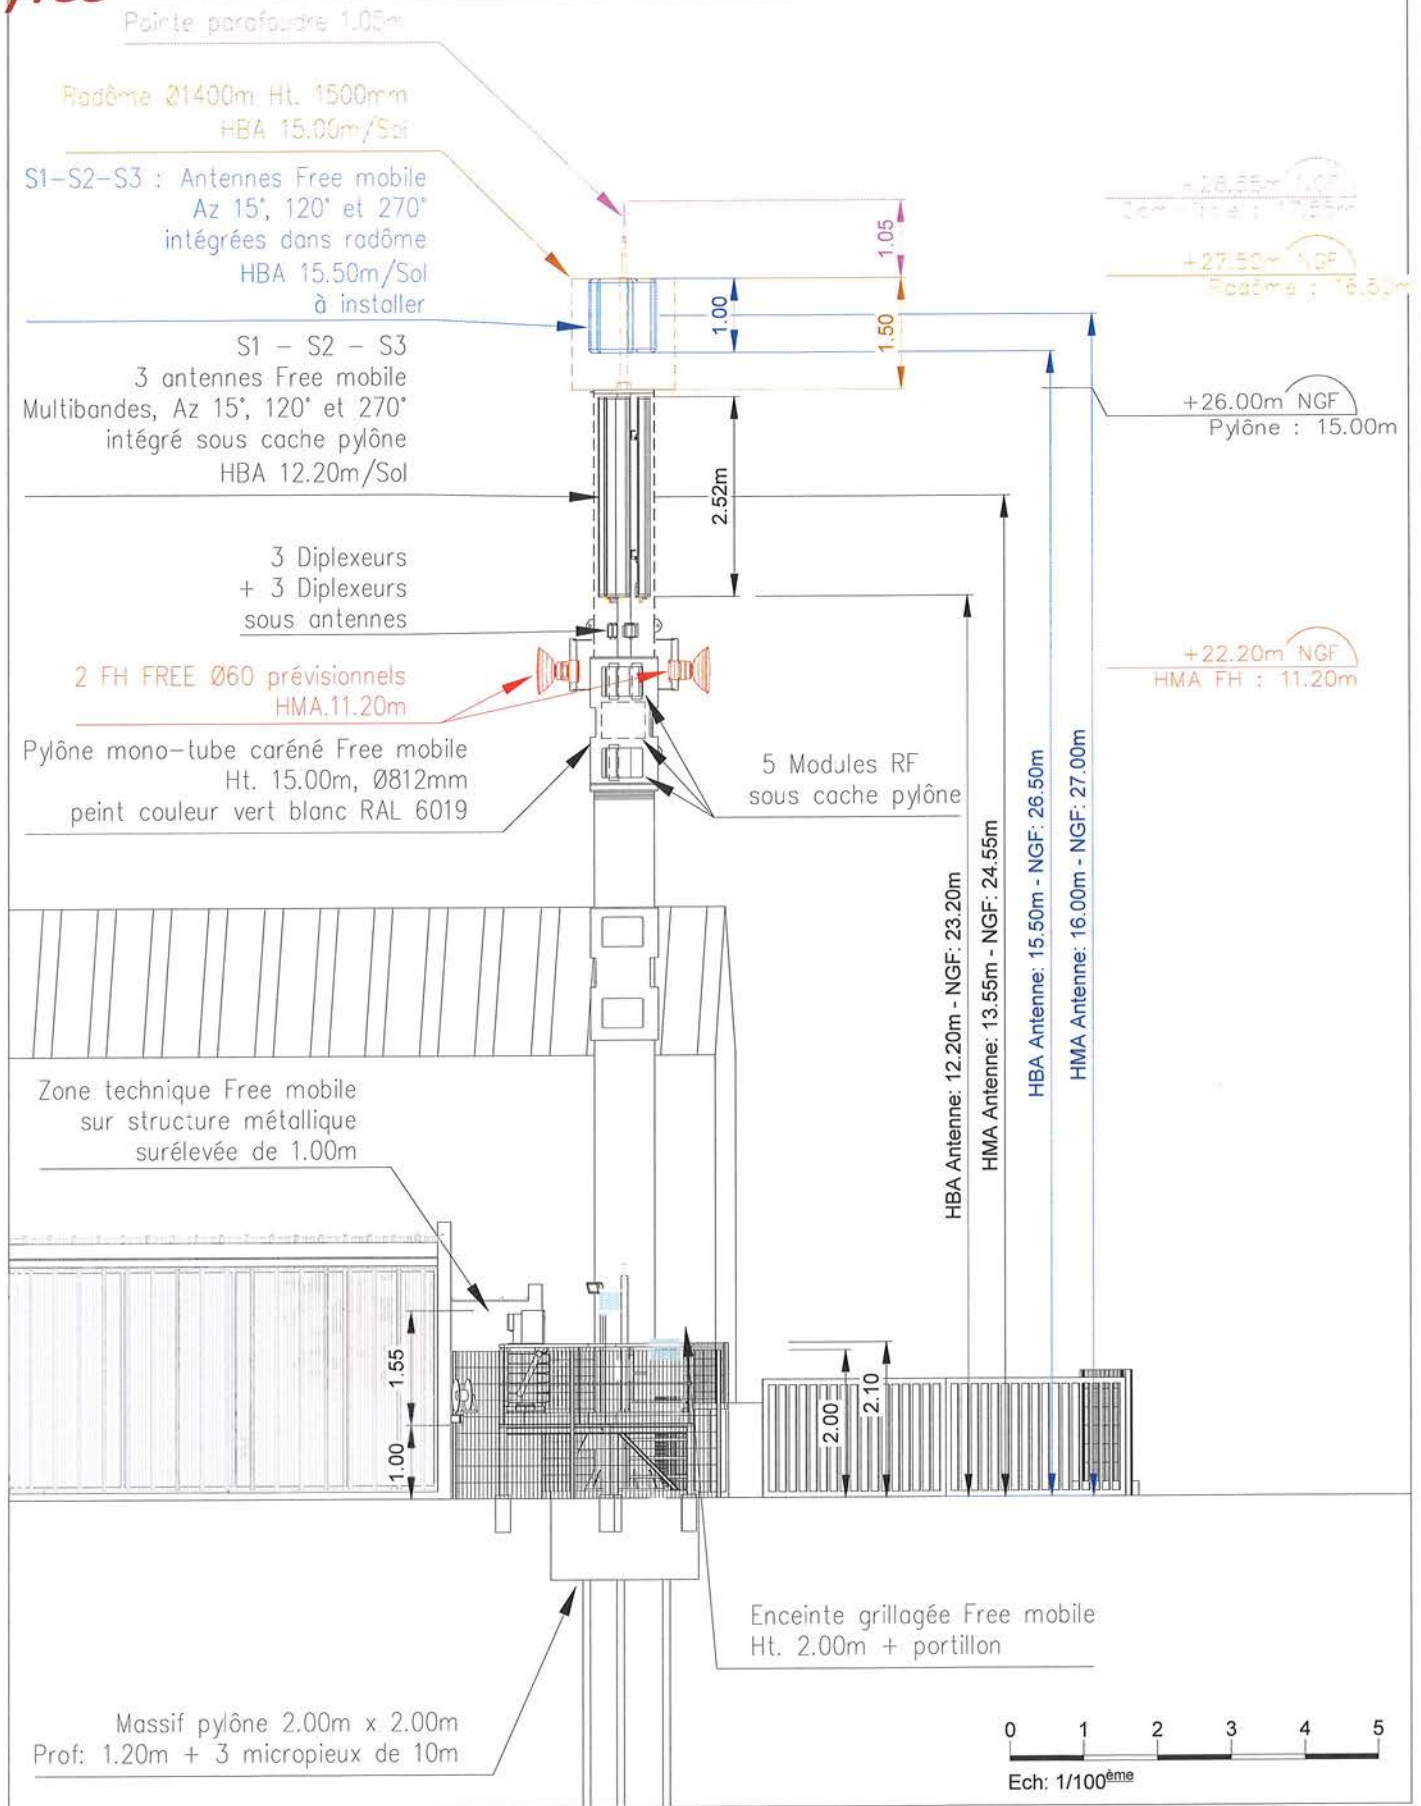 free
Pointe parafoudre 1.05m
Radôme Ø1400m Ht. 1500mm
HBA 15.00m/Sol
S1-S2-S3 : Antennes Free mobile
Az 15°, 120° et 270°
intégrées dans radôme
HBA 15.50m/Sol
à installer
S1 - S2 - S3
3 antennes Free mobile
Multibandes, Az 15°, 120° et 270°
intégré sous cache pylône
HBA 12.20m/Sol
3 Diplexeurs
+ 3 Diplexeurs
sous antennes
2 FH FREE Ø60 prévisionnels
HMA.11.20m
Pylône mono-tube caréné Free mobile
Ht. 15.00m, Ø812mm
peint couleur vert blanc RAL 6019
5 Modules RF
sous cache pylône
1.05
1.00
1.50
2.52m
+28.55m NGF
17.55m
+27.50m NGF
Radôme : 16.50m
+26.00m NGF
Pylône : 15.00m
+22.20m NGF
HMA FH : 11.20m
HBA Antenne: 12.20m - NGF: 23.20m
HMA Antenne: 13.55m - NGF: 24.55m
HBA Antenne: 15.50m - NGF: 26.50m
HMA Antenne: 16.00m - NGF: 27.00m
Zone technique Free mobile
sur structure métallique
surélevée de 1.00m
1.55
1.00
2.00
2.10
Enceinte grillagée Free mobile
Ht. 2.00m + portillon
Massif pylône 2.00m x 2.00m
Prof: 1.20m + 3 micropieux de 10m
0 1 2 3 4 5
Ech: 1/100ème